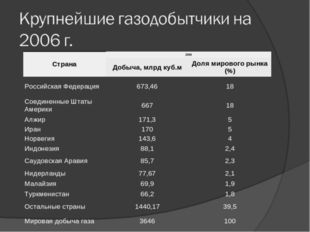 Крупнейшие газодобытчики на
2006 г.
Страна
2006
Добыча, млрд куб.м
Доля мирового рынка
(%)
Российская Федерация 673,46 18
Соединенные Штаты
Америки 667 18
Алжир 171,3 5
Иран 170 5
Норвегия 143,6 4
Индонезия 88,1 2,4
Саудовская Аравия 85,7 2,3
Нидерланды 77,67 2,1
Малайзия 69,9 1,9
Туркменистан 66,2 1,8
Остальные страны 1440,17 39,5
Мировая добыча газа 3646 100